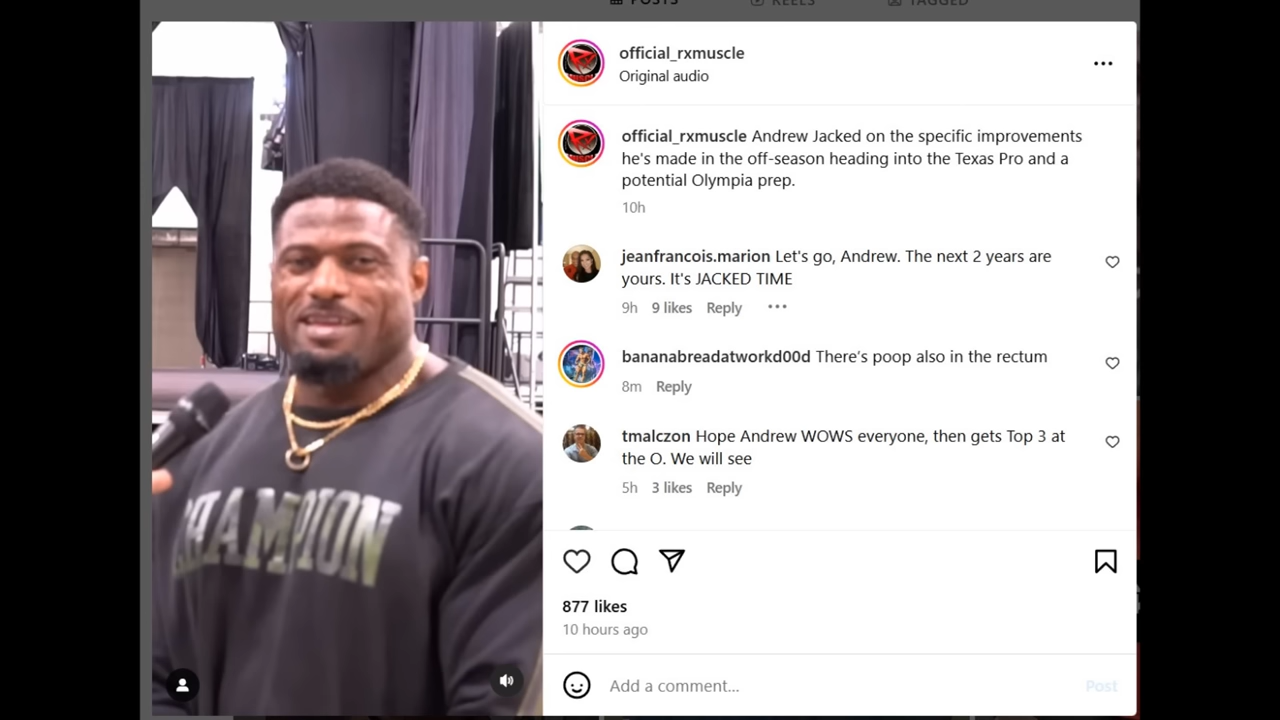 POSTS REELS TAGGED
official_rxmuscle
Original audio
official_rxmuscle Andrew Jacked on the specific improvements
he's made in the off-season heading into the Texas Pro and a
potential Olympia prep.
10h
jeanfrancois.marion Let's go, Andrew. The next 2 years are
yours. It's JACKED TIME
9h 9 likes Reply
bananabreadatworkd00d There's poop also in the rectum
8m Reply
tmalczon Hope Andrew WOWS everyone, then gets Top 3 at
the O. We will see
5h 3 likes Reply
CHAMPION
877 likes
10 hours ago
Add a comment...
Post